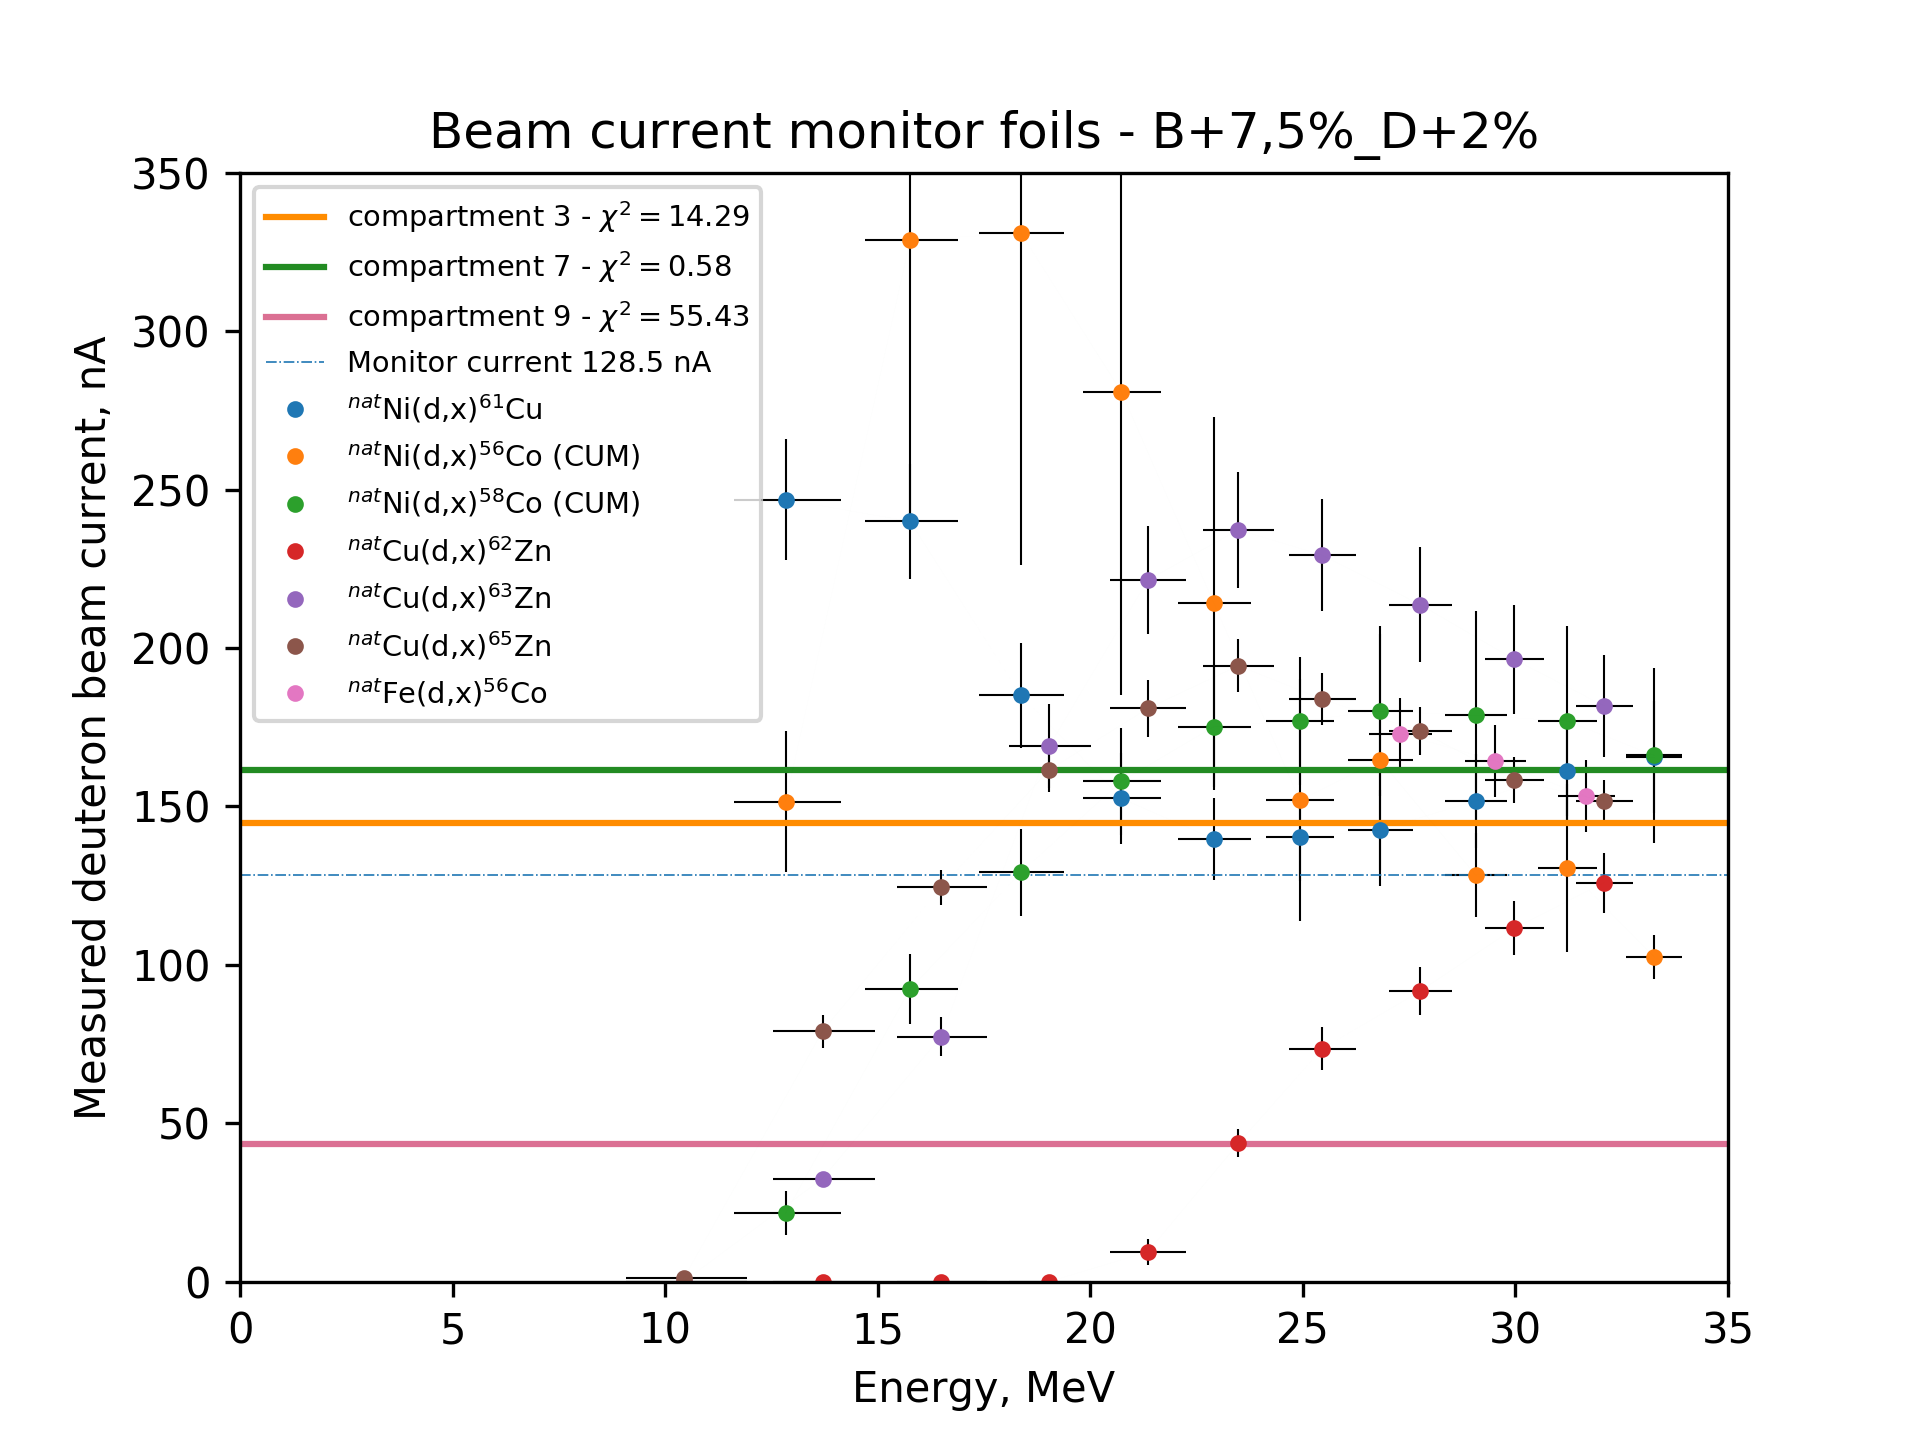 Beam current monitor foils - B+7,5%_D+2%
Measured deuteron beam current, nA
350
300
250
200
150
100
50
0
compartment 3 - χ² = 14.29
compartment 7 - χ² = 0.58
compartment 9 - χ² = 55.43
Monitor current 128.5 nA
ⁿᵃᵗNi(d,x)⁶¹Cu
ⁿᵃᵗNi(d,x)⁵⁶Co (CUM)
ⁿᵃᵗNi(d,x)⁵⁸Co (CUM)
ⁿᵃᵗCu(d,x)⁶²Zn
ⁿᵃᵗCu(d,x)⁶³Zn
ⁿᵃᵗCu(d,x)⁶⁵Zn
ⁿᵃᵗFe(d,x)⁵⁶Co
0 5 10 15 20 25 30 35
Energy, MeV